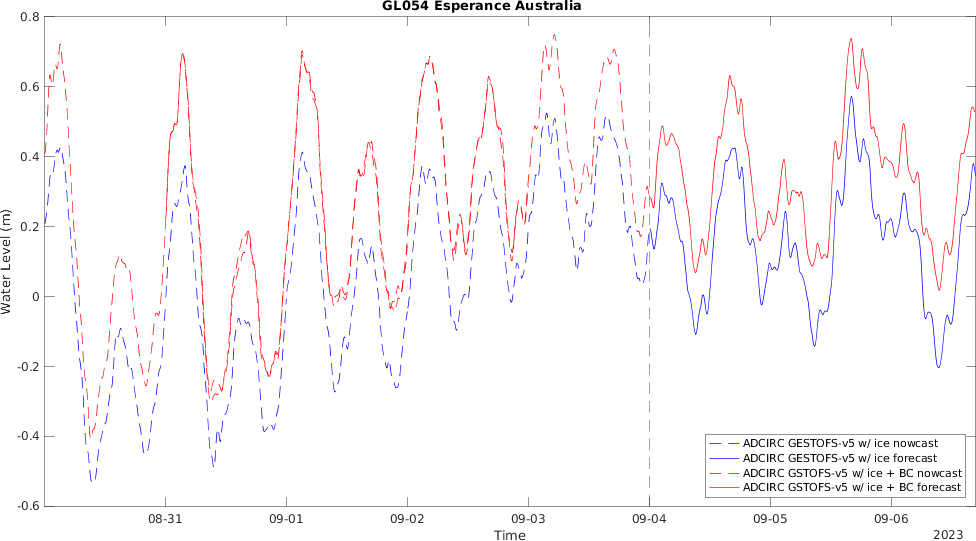 GL054 Esperance Australia
Water Level (m)
0.8
0.6
0.4
0.2
0
-0.2
-0.4
-0.6
08-31
09-01
09-02
09-03
09-04
09-05
09-06
Time
2023
ADCIRC GESTOFS-v5 w/ ice nowcast
ADCIRC GESTOFS-v5 w/ ice forecast
ADCIRC GSTOFS-v5 w/ ice + BC nowcast
ADCIRC GSTOFS-v5 w/ ice + BC forecast